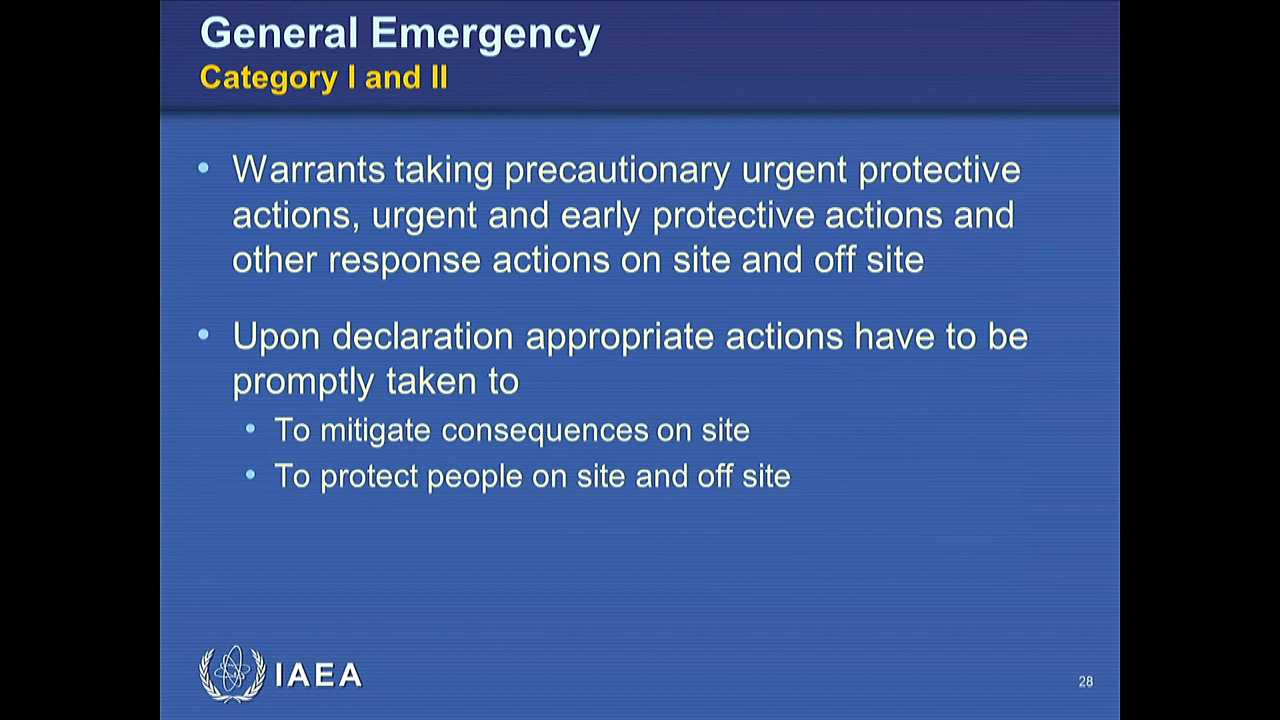 General Emergency
Category I and II
• Warrants taking precautionary urgent protective
actions, urgent and early protective actions and
other response actions on site and off site
• Upon declaration appropriate actions have to be
promptly taken to
• To mitigate consequences on site
• To protect people on site and off site
IAEA
28